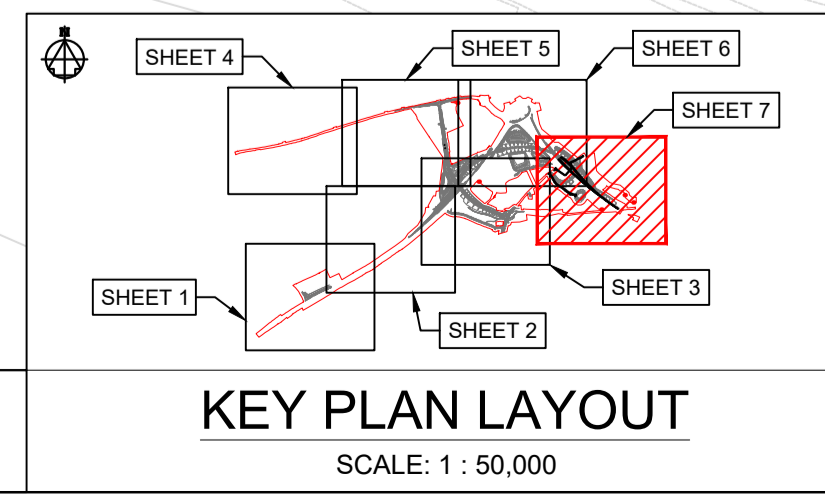 N
SHEET 4
SHEET 5
SHEET 6
SHEET 7
SHEET 1
SHEET 2
SHEET 3
KEY PLAN LAYOUT
SCALE: 1 : 50,000